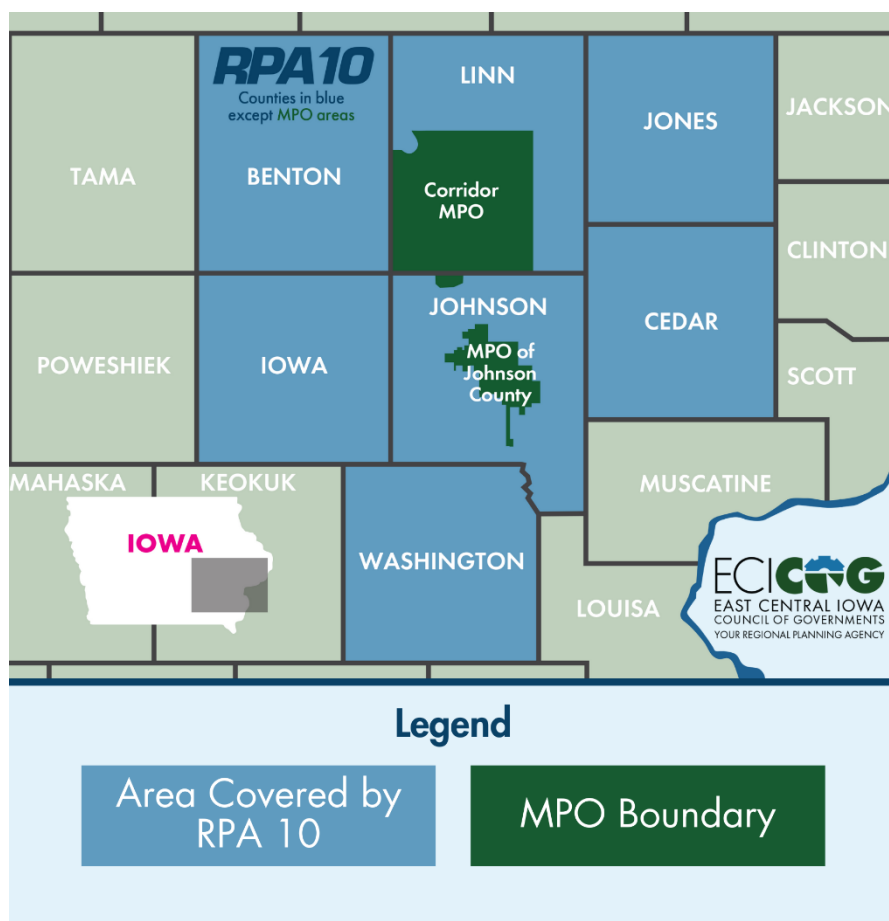 RPA10
Counties in blue
except MPO areas
LINN
JONES
JACKSON
TAMA
BENTON
Corridor
MPO
CLINTON
JOHNSON
CEDAR
POWESHIEK
IOWA
MPO of
Johnson
County
SCOTT
MAHASKA
KEOKUK
MUSCATINE
IOWA
WASHINGTON
LOUISA
ECICOG
EAST CENTRAL IOWA
COUNCIL OF GOVERNMENTS
YOUR REGIONAL PLANNING AGENCY
Legend
Area Covered by
RPA 10
MPO Boundary